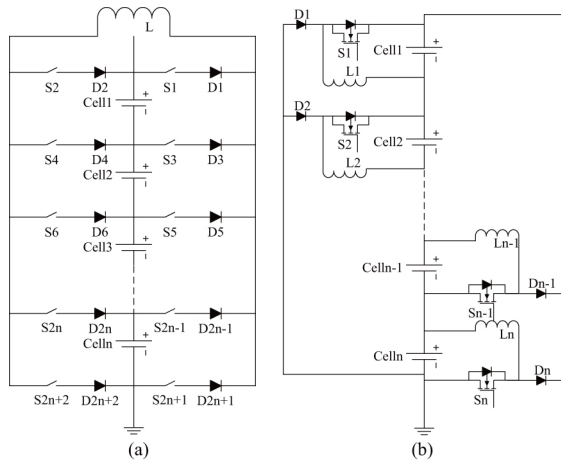 L
S2 D2 S1 D1
Cell1 +
S4 D4 S3 D3
Cell2 +
S6 D6 S5 D5
Cell3 +
S2n D2n S2n-1 D2n-1
Celln +
S2n+2 D2n+2 S2n+1 D2n+1
(a)
D1
S1 Cell1 +
L1
D2
S2 Cell2 +
L2
Ln-1
Celln-1 +
Dn-1
Sn-1
Ln
Celln +
Dn
Sn
(b)